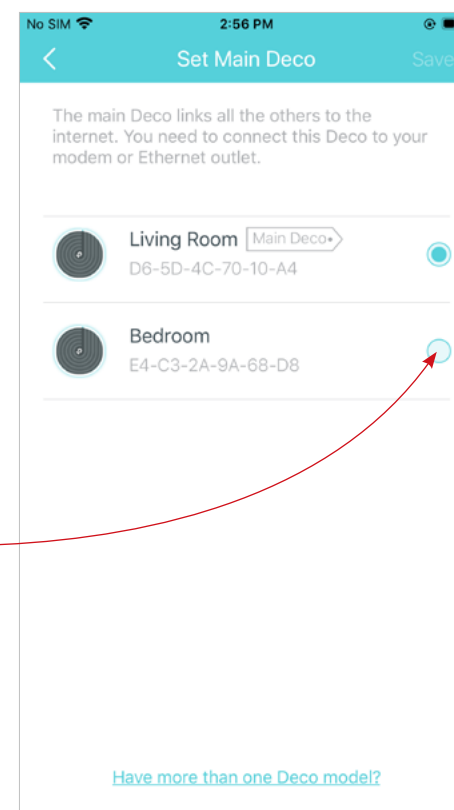 No SIM 2:56 PM
Set Main Deco Save
The main Deco links all the others to the
internet. You need to connect this Deco to your
modem or Ethernet outlet.
Living Room Main Deco
D6-5D-4C-70-10-A4
Bedroom
E4-C3-2A-9A-68-D8
Have more than one Deco model?